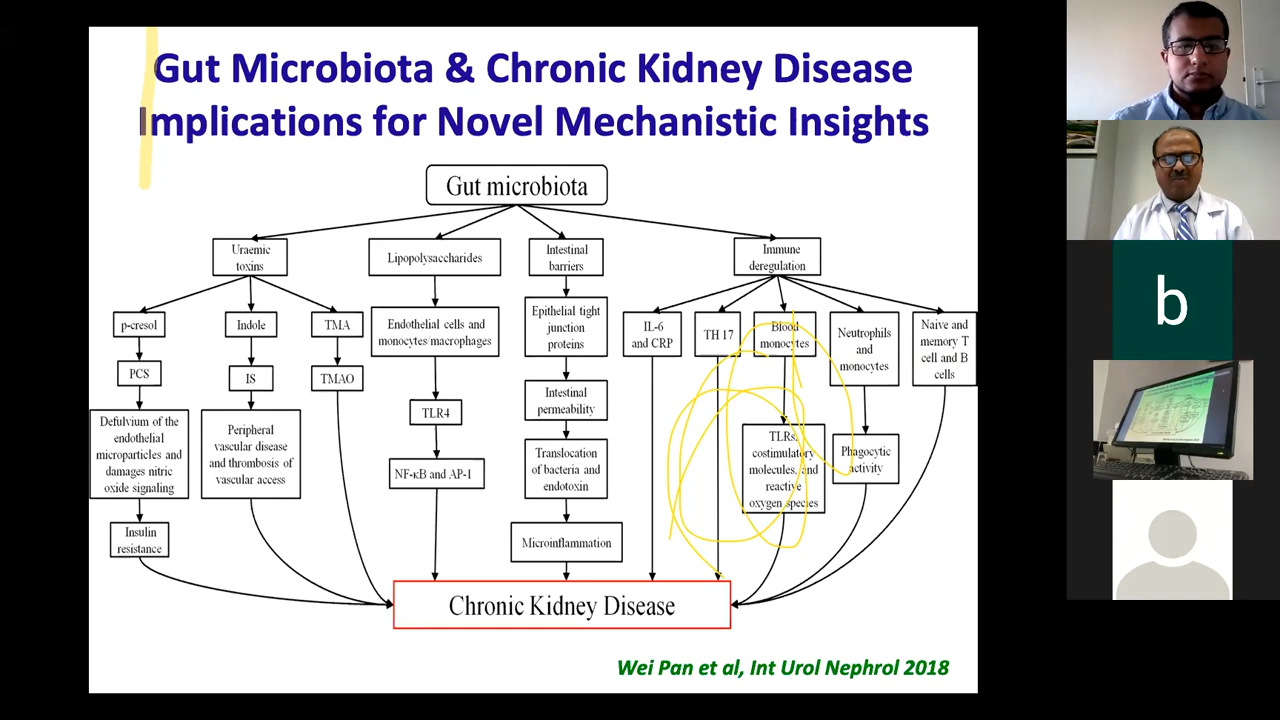 Gut Microbiota & Chronic Kidney Disease
Implications for Novel Mechanistic Insights
Gut microbiota
Uraemic
toxins
Lipopolysaccharides
Intestinal
barriers
Immune
deregulation
p-cresol
Indole
TMA
Endothelial cells and
monocytes/macrophages
Epithelial tight
junction
proteins
IL-6
and CRP
TH 17
Blood
monocytes
Neutrophils
and
monocytes
Naive and
memory T
cell and B
cells
PCS
IS
TMAO
TLR4
Intestinal
permeability
Defulvium of the
endothelial
microparticles and
damages nitric
oxide signaling
Peripheral
vascular disease
and thrombosis of
vascular access
NF-κB and AP-1
Translocation
of bacteria and
endotoxin
TLRs,
costimulatory
molecules, and
reactive
oxygen species
Phagocytic
activity
Insulin
resistance
Microinflammation
Chronic Kidney Disease
Wei Pan et al, Int Urol Nephrol 2018
b